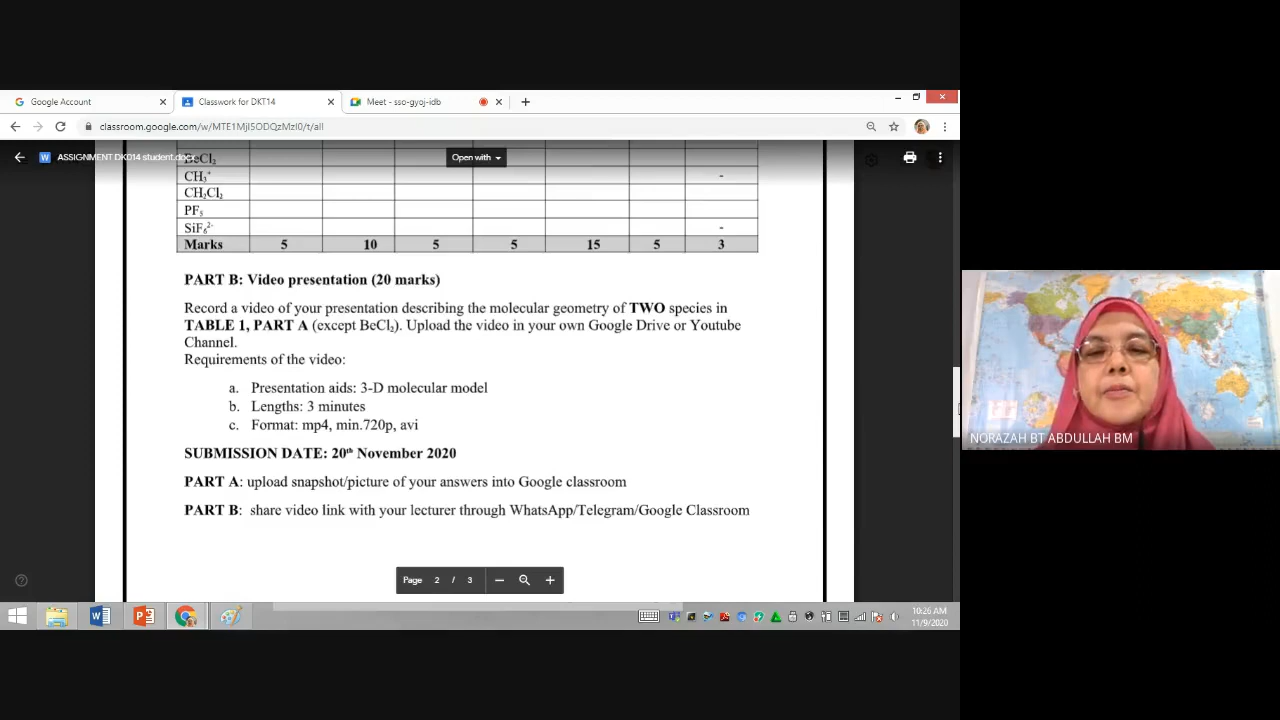 Google Account
Classwork for DKT14
Meet - sso-gyoj-idb
classroom.google.com/w/MTE1MjI5ODQzMzI0/t/all
ASSIGNMENT DK014 student.docx
Open with
BeCl₂
CH₃⁺ -
CH₂Cl₂
PF₅
SiF₆²⁻ -
Marks 5 10 5 5 15 5 3
PART B: Video presentation (20 marks)
Record a video of your presentation describing the molecular geometry of TWO species in
TABLE 1, PART A (except BeCl₂). Upload the video in your own Google Drive or Youtube
Channel.
Requirements of the video:
a. Presentation aids: 3-D molecular model
b. Lengths: 3 minutes
c. Format: mp4, min.720p, avi
SUBMISSION DATE: 20th November 2020
PART A: upload snapshot/picture of your answers into Google classroom
PART B: share video link with your lecturer through WhatsApp/Telegram/Google Classroom
Page 2 / 3
10:26 AM
11/9/2020
NORAZAH BT ABDULLAH BM